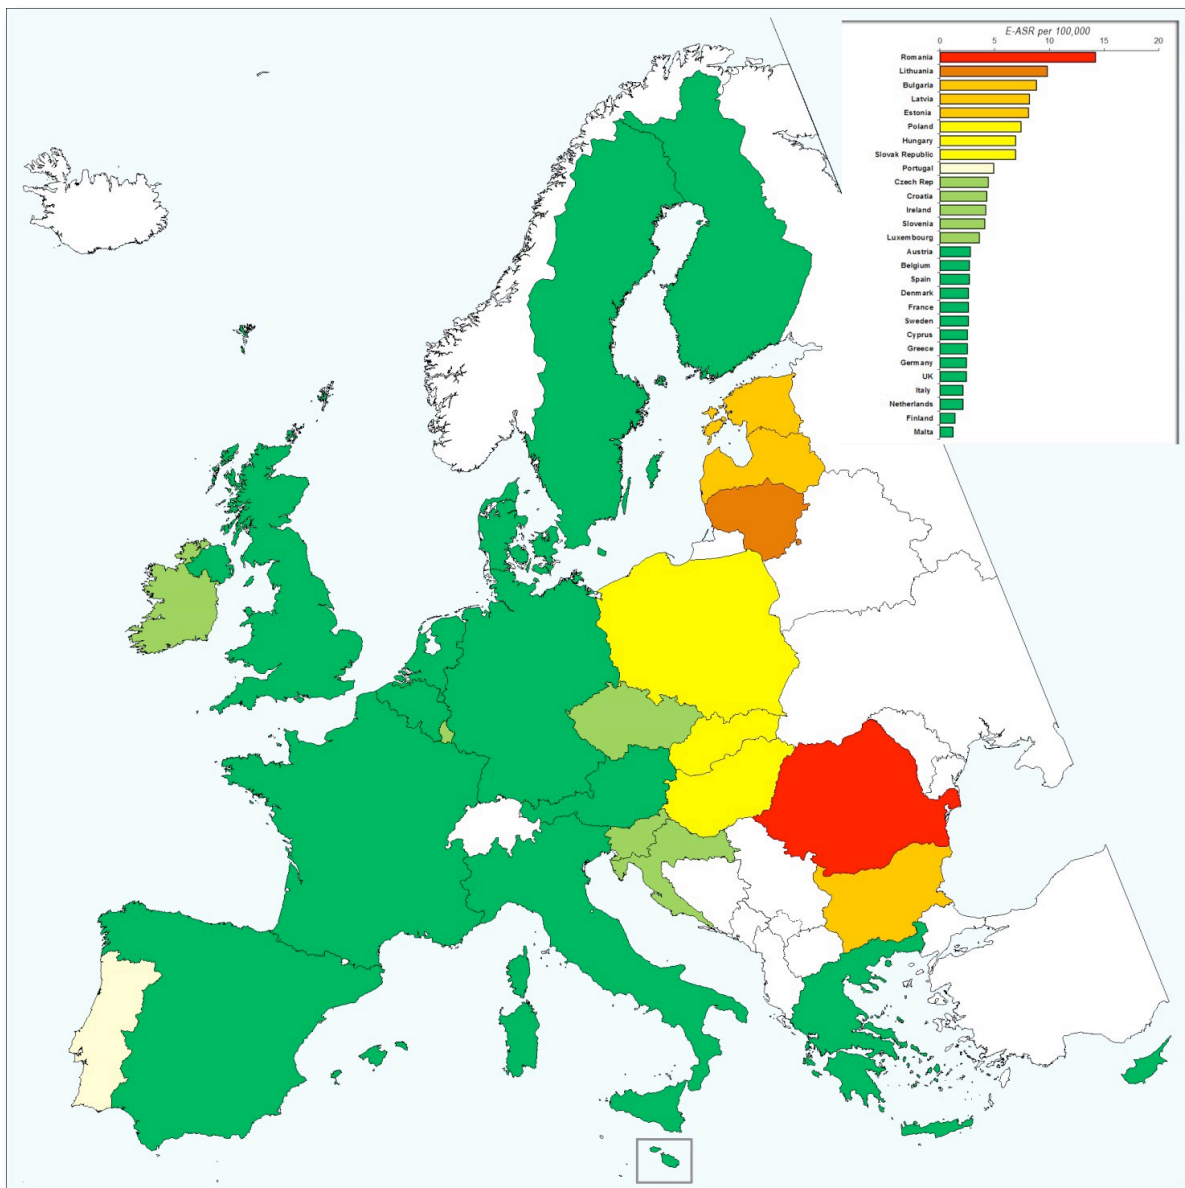 E-ASR per 100,000
0 5 10 15 20
Romania
Lithuania
Bulgaria
Latvia
Estonia
Poland
Hungary
Slovak Republic
Portugal
Czech Rep
Croatia
Ireland
Slovenia
Luxembourg
Austria
Belgium
Spain
Denmark
France
Sweden
Cyprus
Greece
Germany
UK
Italy
Netherlands
Finland
Malta